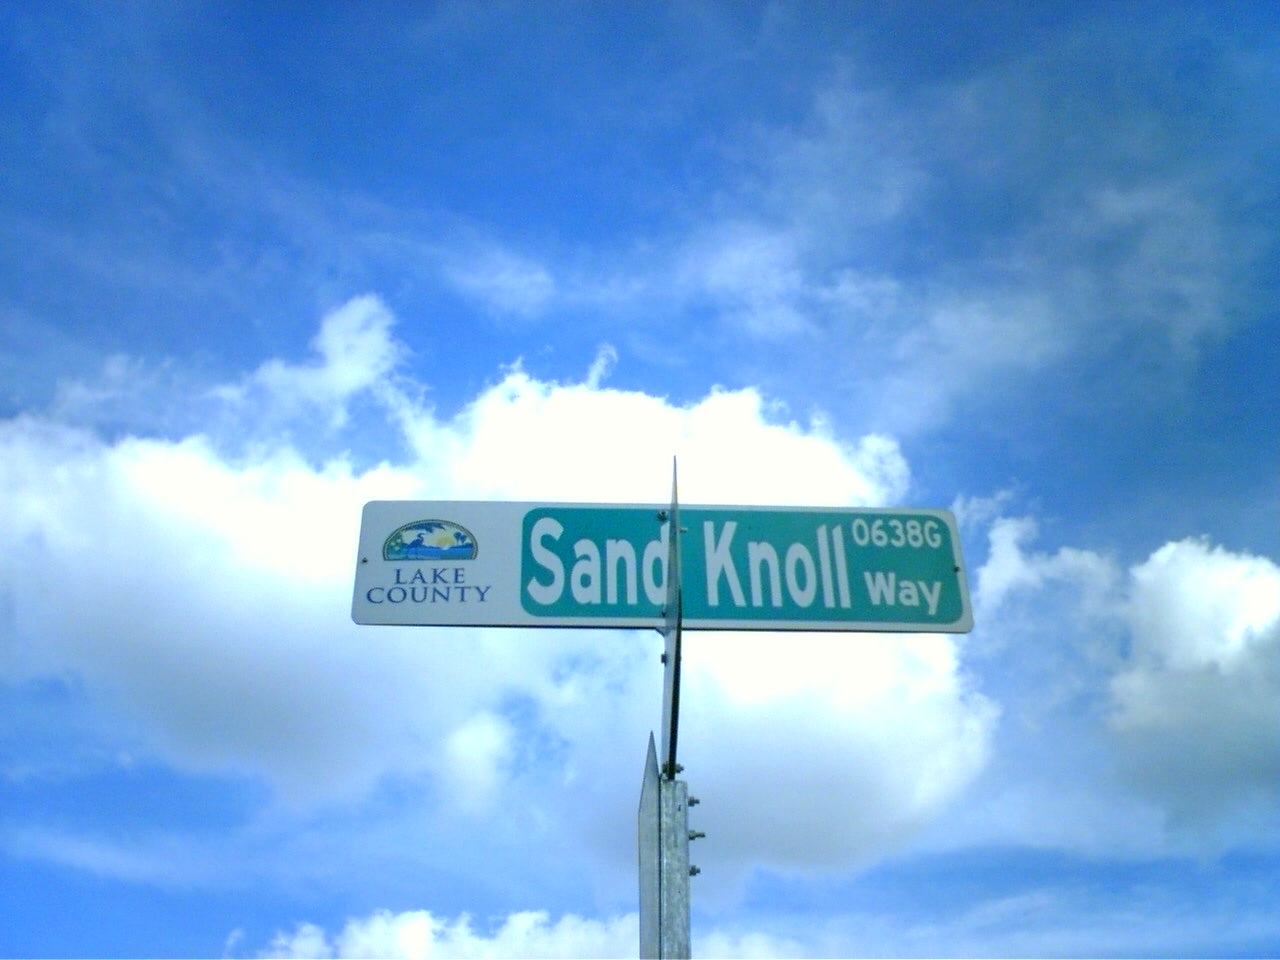 LAKE
COUNTY
Sand Knoll
0638G
Way